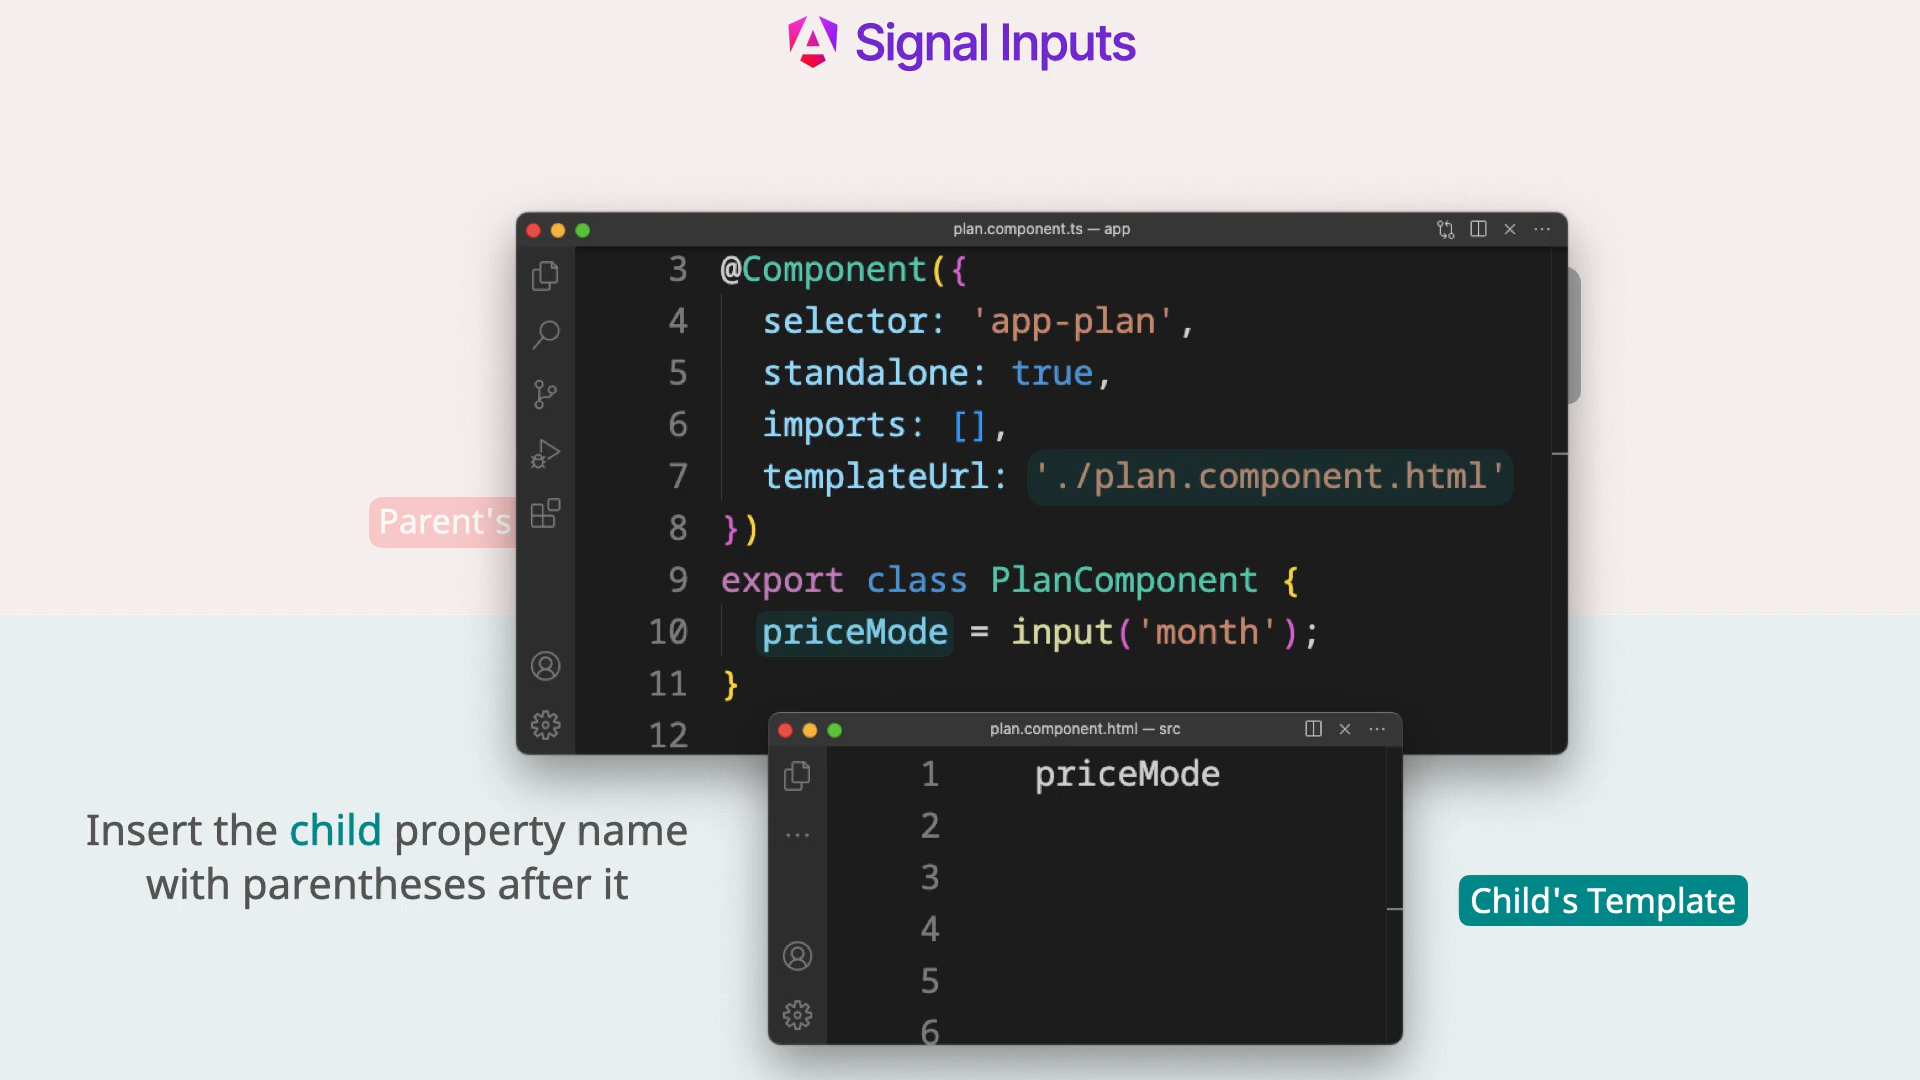 Signal Inputs
plan.component.ts — app
3 @Component({
4 selector: 'app-plan',
5 standalone: true,
6 imports: [],
7 templateUrl: './plan.component.html'
8 })
9 export class PlanComponent {
10 priceMode = input('month');
11 }
12
Parent's
plan.component.html — src
1 priceMode
2
3
4
5
6
Insert the child property name
with parentheses after it
Child's Template